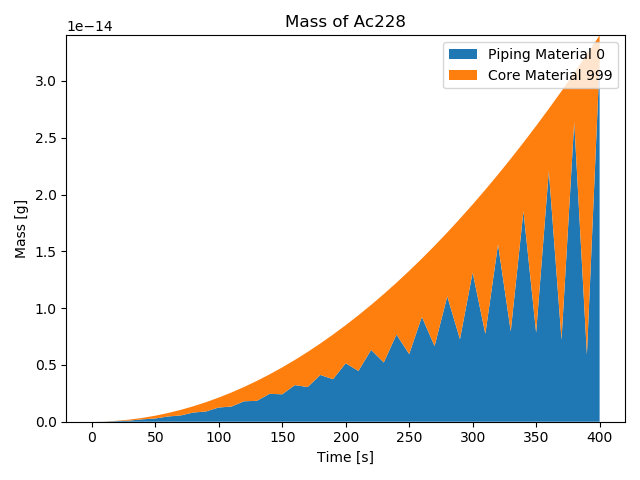 Mass of Ac228
1e−14
Piping Material 0
Core Material 999
3.0
2.5
2.0
1.5
1.0
0.5
0.0
Mass [g]
0 50 100 150 200 250 300 350 400
Time [s]